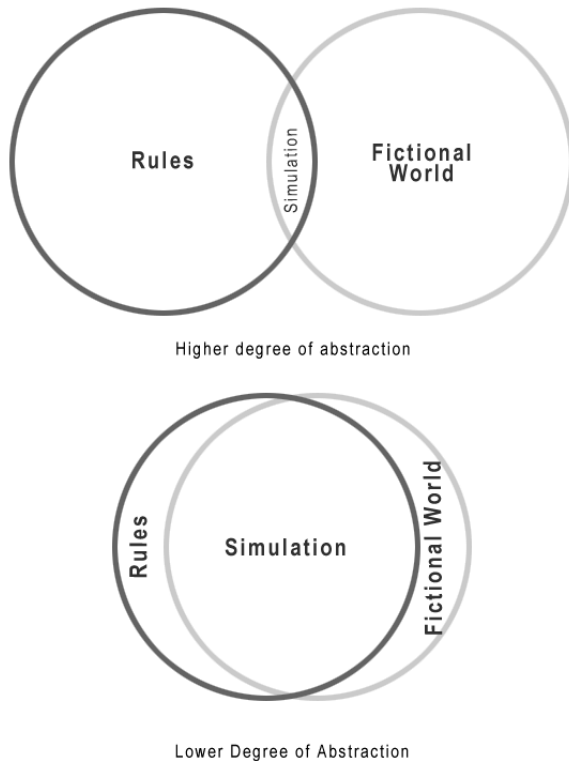 Rules
Simulation
Fictional
World
Higher degree of abstraction
Rules
Simulation
Fictional World
Lower Degree of Abstraction